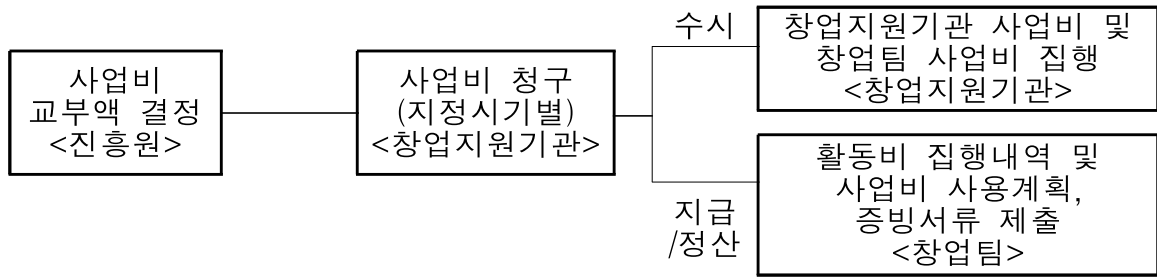 사업비
교부액 결정
<진흥원>
사업비 청구
(지정시기별)
<창업지원기관>
수시
창업지원기관 사업비 및
창업팀 사업비 집행
<창업지원기관>
지급
/정산
활동비 집행내역 및
사업비 사용계획,
증빙서류 제출
<창업팀>